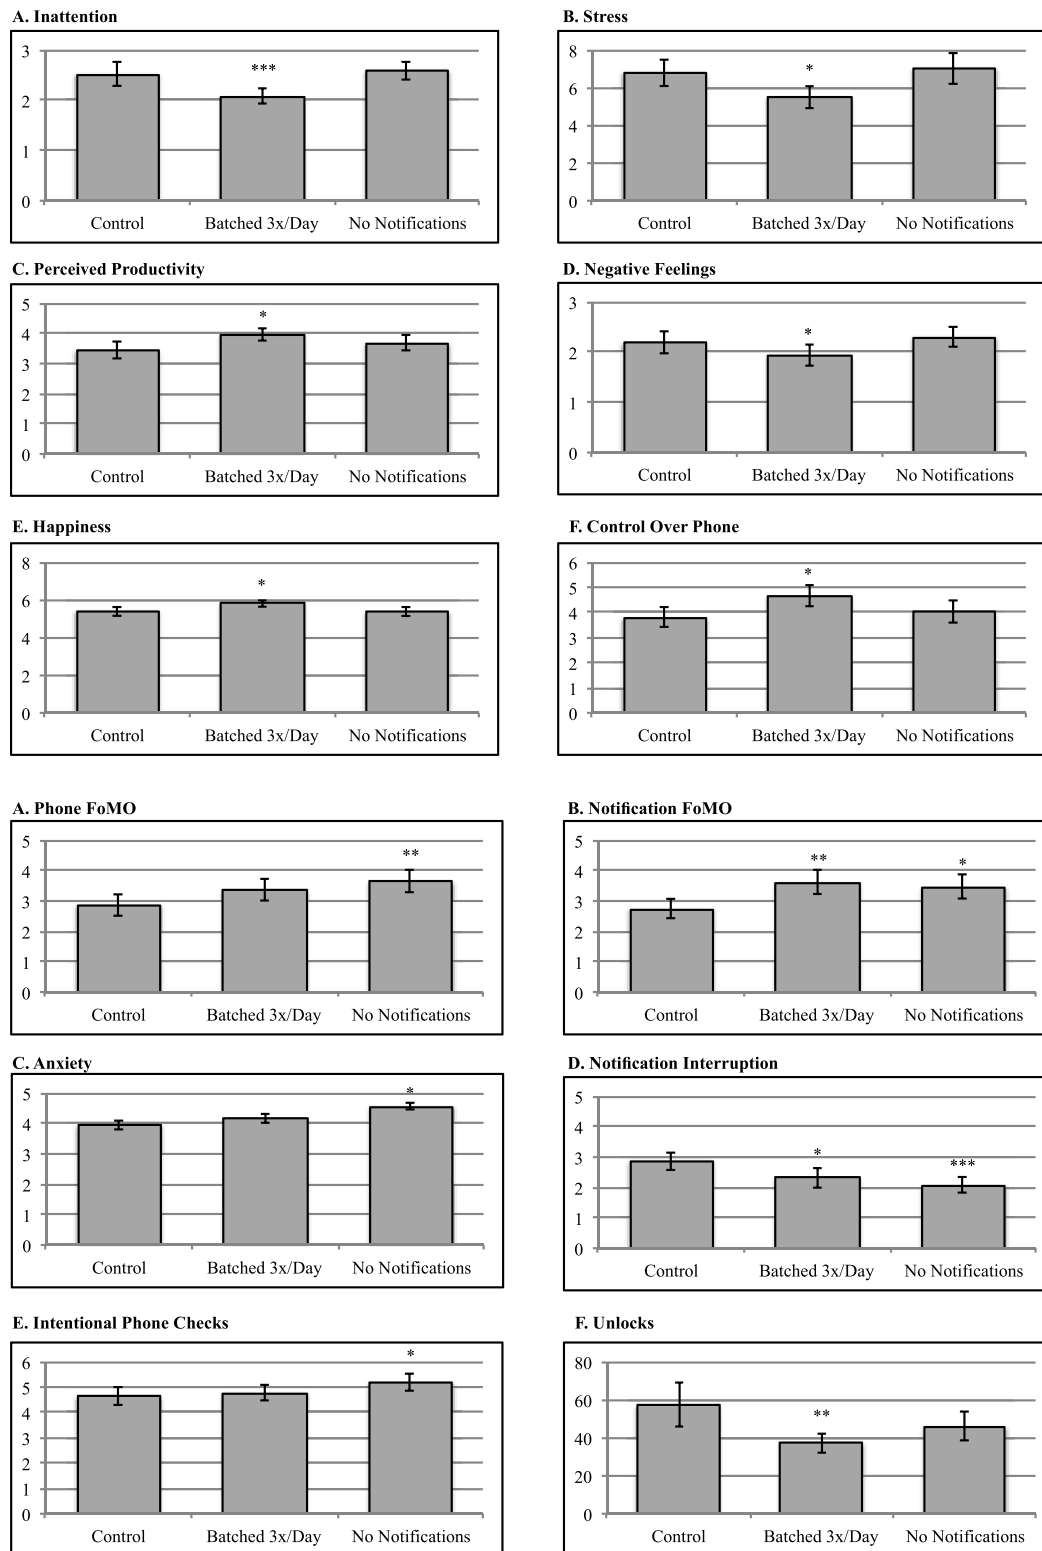 A. Inattention
3
2
1
0
***
Control
Batched 3x/Day
No Notifications
B. Stress
8
6
4
2
0
*
Control
Batched 3x/Day
No Notifications
C. Perceived Productivity
5
4
3
2
1
0
*
Control
Batched 3x/Day
No Notifications
D. Negative Feelings
3
2
1
0
*
Control
Batched 3x/Day
No Notifications
E. Happiness
8
6
4
2
0
*
Control
Batched 3x/Day
No Notifications
F. Control Over Phone
6
5
4
3
2
1
0
*
Control
Batched 3x/Day
No Notifications
A. Phone FoMO
5
4
3
2
1
0
**
Control
Batched 3x/Day
No Notifications
B. Notification FoMO
5
4
3
2
1
0
**
*
Control
Batched 3x/Day
No Notifications
C. Anxiety
5
4
3
2
1
0
*
Control
Batched 3x/Day
No Notifications
D. Notification Interruption
5
4
3
2
1
0
*
***
Control
Batched 3x/Day
No Notifications
E. Intentional Phone Checks
6
5
4
3
2
1
0
*
Control
Batched 3x/Day
No Notifications
F. Unlocks
80
60
40
20
0
**
Control
Batched 3x/Day
No Notifications